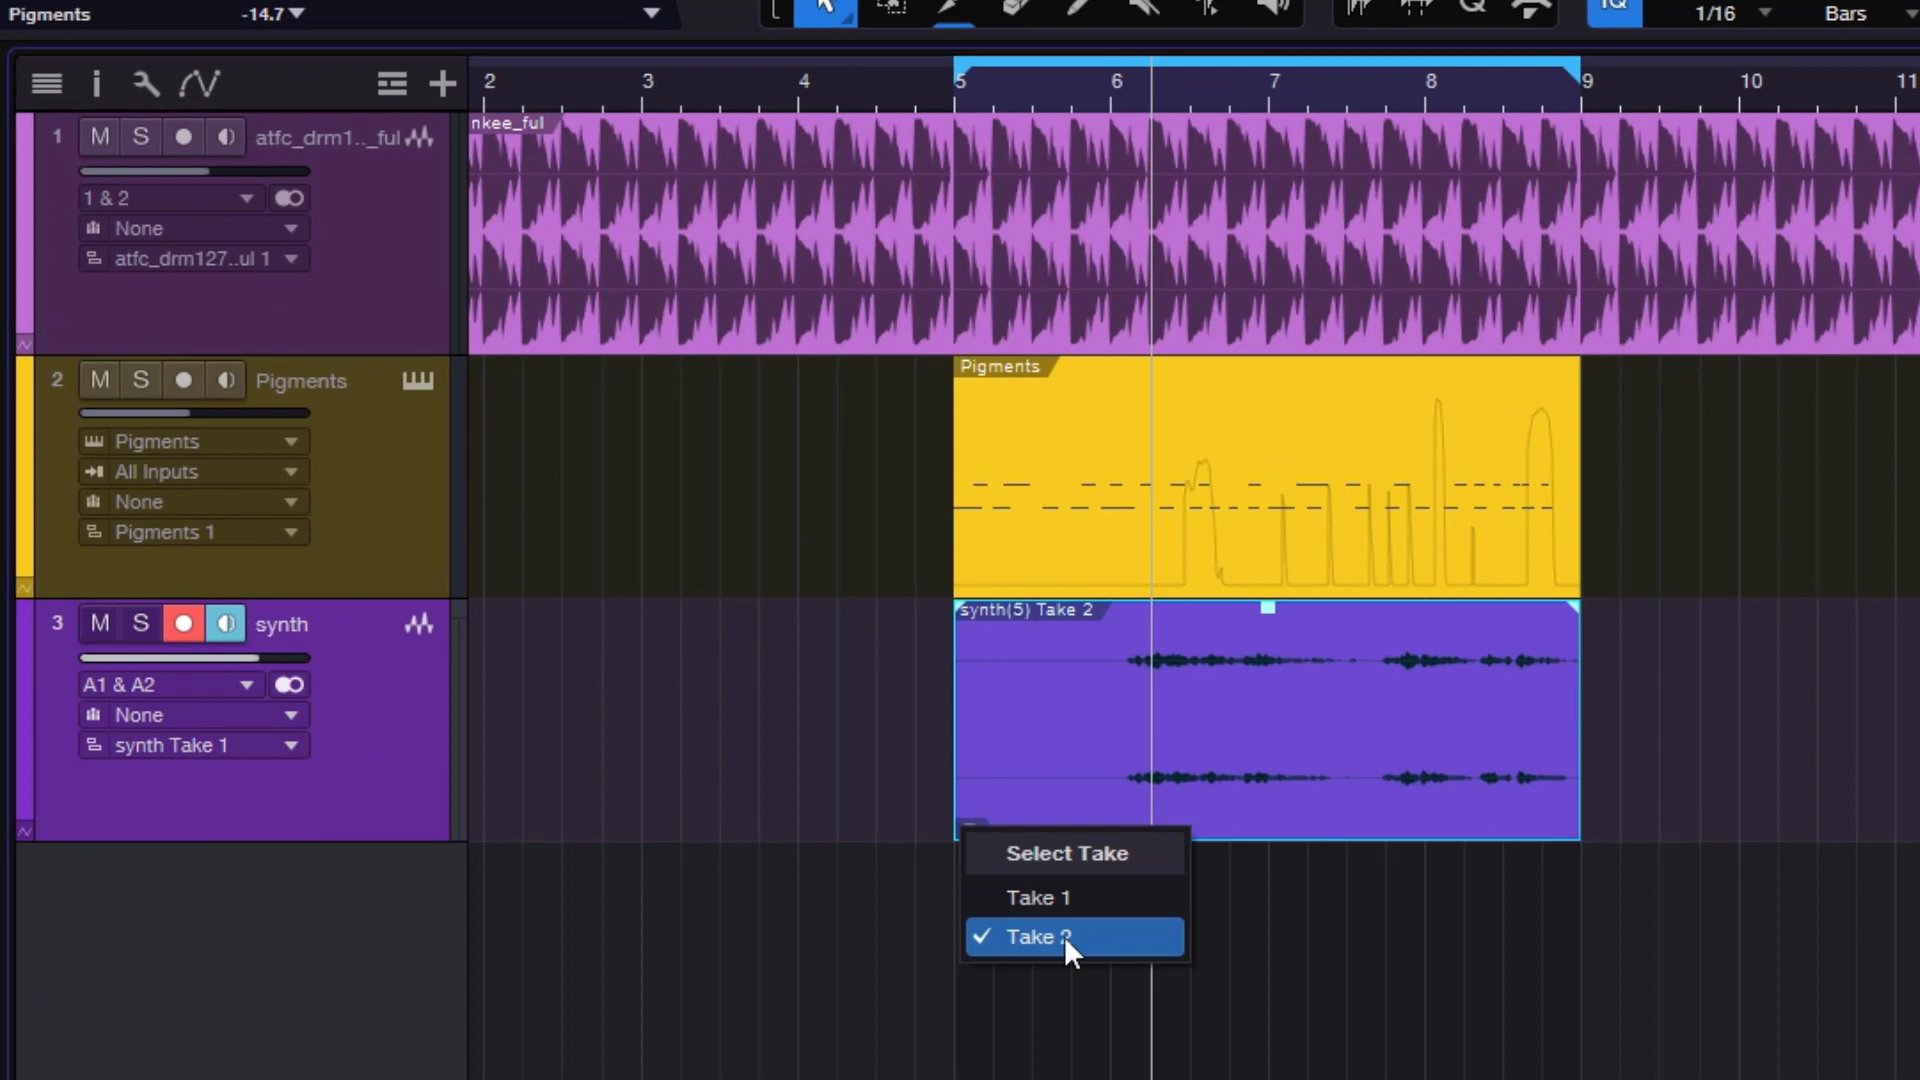 Pigments -14.7
Q IQ 1/16 Bars
2 3 4 5 6 7 8 9 10 11
1 M S atfc_drm1.._ful
nkee_ful
1 & 2
None
atfc_drm127..ul 1
2 M S Pigments
Pigments
Pigments
All Inputs
None
Pigments 1
3 M S synth
synth(5) Take 2
A1 & A2
None
synth Take 1
Select Take
Take 1
Take 2